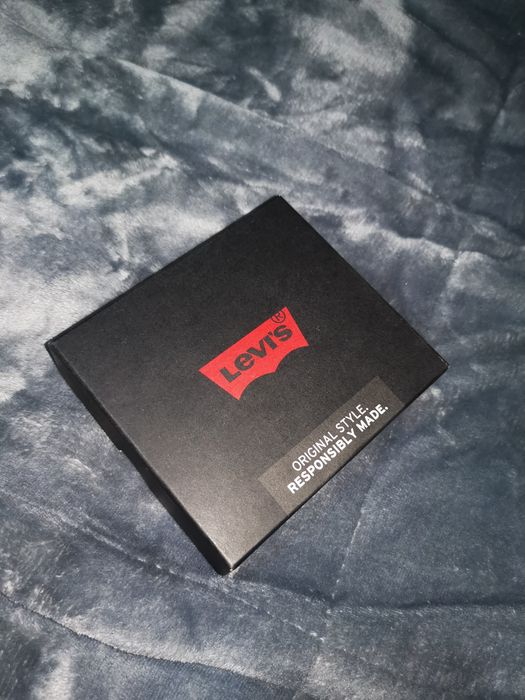 Levi's®
ORIGINAL STYLE.
RESPONSIBLY MADE.